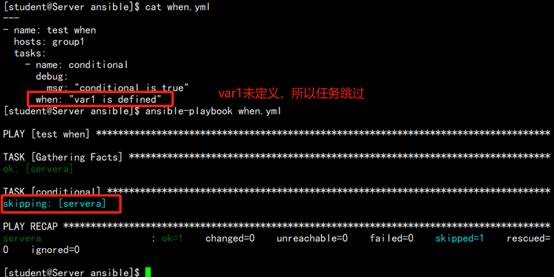 [student@Server ansible]$ cat when.yml
---
- name: test when
  hosts: group1
  tasks:
    - name: conditional
      debug:
        msg: "conditional is true"
      when: "var1 is defined"
var1未定义，所以任务跳过
[student@Server ansible]$ ansible-playbook when.yml
PLAY [test when] ******************************************************************
TASK [Gathering Facts] ************************************************************
ok: [servera]
TASK [conditional] ****************************************************************
skipping: [servera]
PLAY RECAP ************************************************************************
servera : ok=1 changed=0 unreachable=0 failed=0 skipped=1 rescued=
0 ignored=0
[student@Server ansible]$